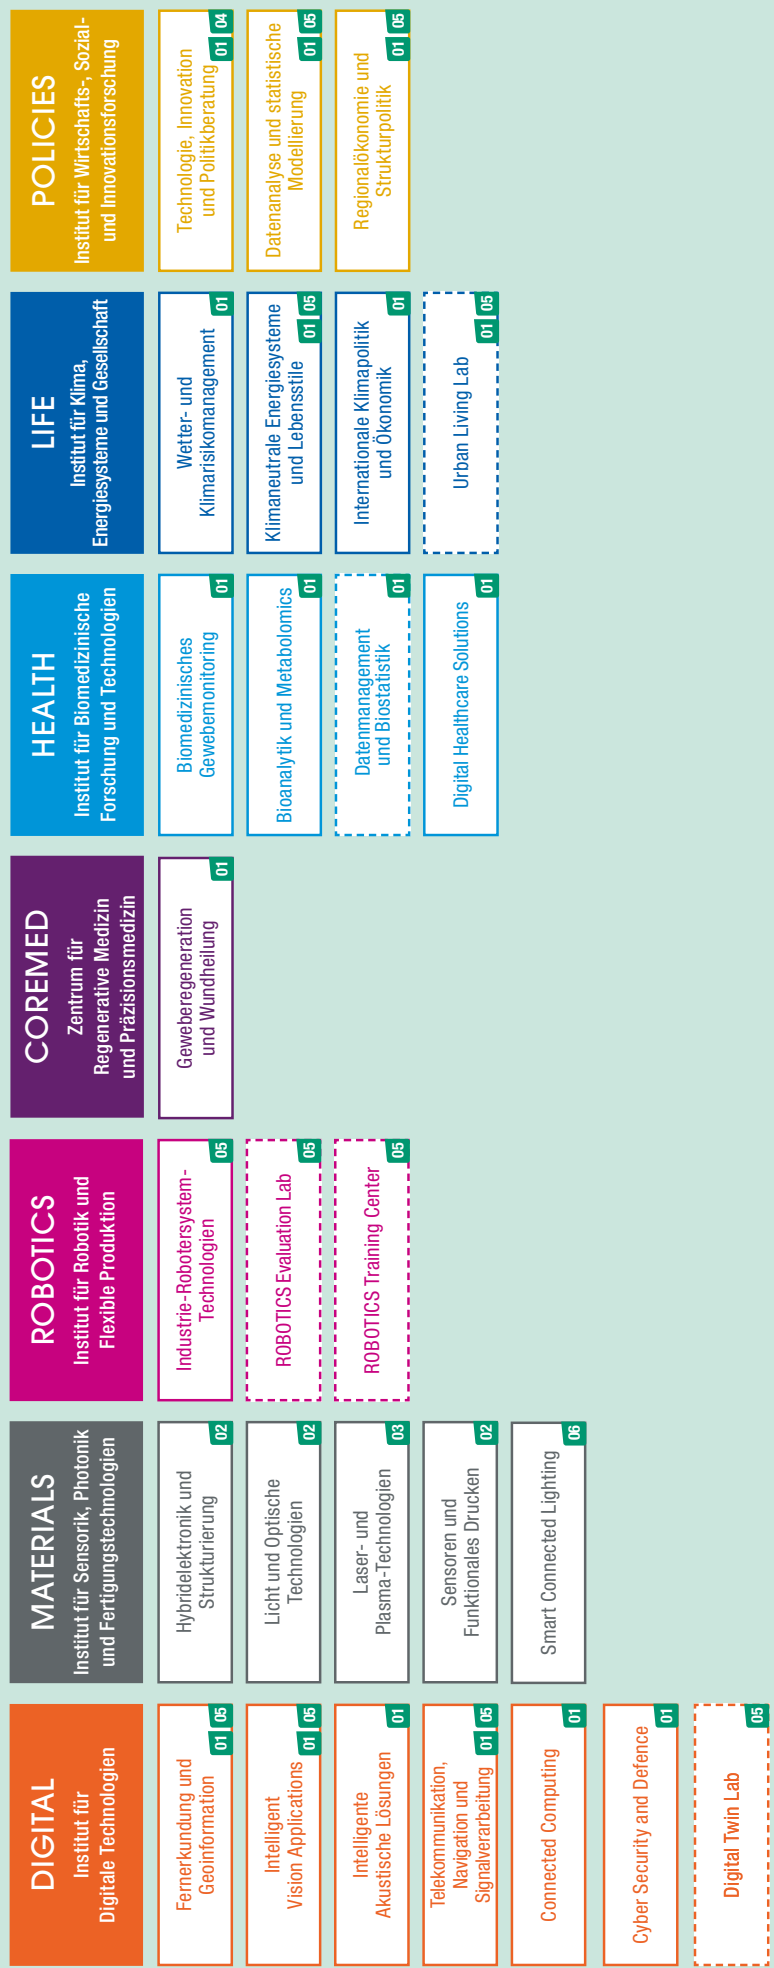 DIGITAL
Institut für
Digitale Technologien
Fernerkundung und
Geoinformation
01 05
Intelligent
Vision Applications
01 05
Intelligente
Akustische Lösungen
01
Telekommunikation,
Navigation und
Signalverarbeitung
01 05
Connected Computing
01
Cyber Security and Defence
01
Digital Twin Lab
05
MATERIALS
Institut für Sensorik, Photonik
und Fertigungstechnologien
Hybridelektronik und
Strukturierung
02
Licht und Optische
Technologien
02
Laser- und
Plasma-Technologien
03
Sensoren und
Funktionales Drucken
02
Smart Connected Lighting
06
ROBOTICS
Institut für Robotik und
Flexible Produktion
Industrie-Robotersystem-
Technologien
05
ROBOTICS Evaluation Lab
05
ROBOTICS Training Center
05
COREMED
Zentrum für
Regenerative Medizin
und Präzisionsmedizin
Geweberegeneration
und Wundheilung
01
HEALTH
Institut für Biomedizinische
Forschung und Technologien
Biomedizinisches
Gewebemonitoring
01
Bioanalytik und Metabolomics
01
Datenmanagement
und Biostatistik
01
Digital Healthcare Solutions
01
LIFE
Institut für Klima,
Energiesysteme und Gesellschaft
Wetter- und
Klimarisikomanagement
01
Klimaneutrale Energiesysteme
und Lebensstile
01 05
Internationale Klimapolitik
und Ökonomik
01
Urban Living Lab
01 05
POLICIES
Institut für Wirtschafts-, Sozial-
und Innovationsforschung
Technologie, Innovation
und Politikberatung
01 04
Datenanalyse und statistische
Modellierung
01 05
Regionalökonomie und
Strukturpolitik
01 05